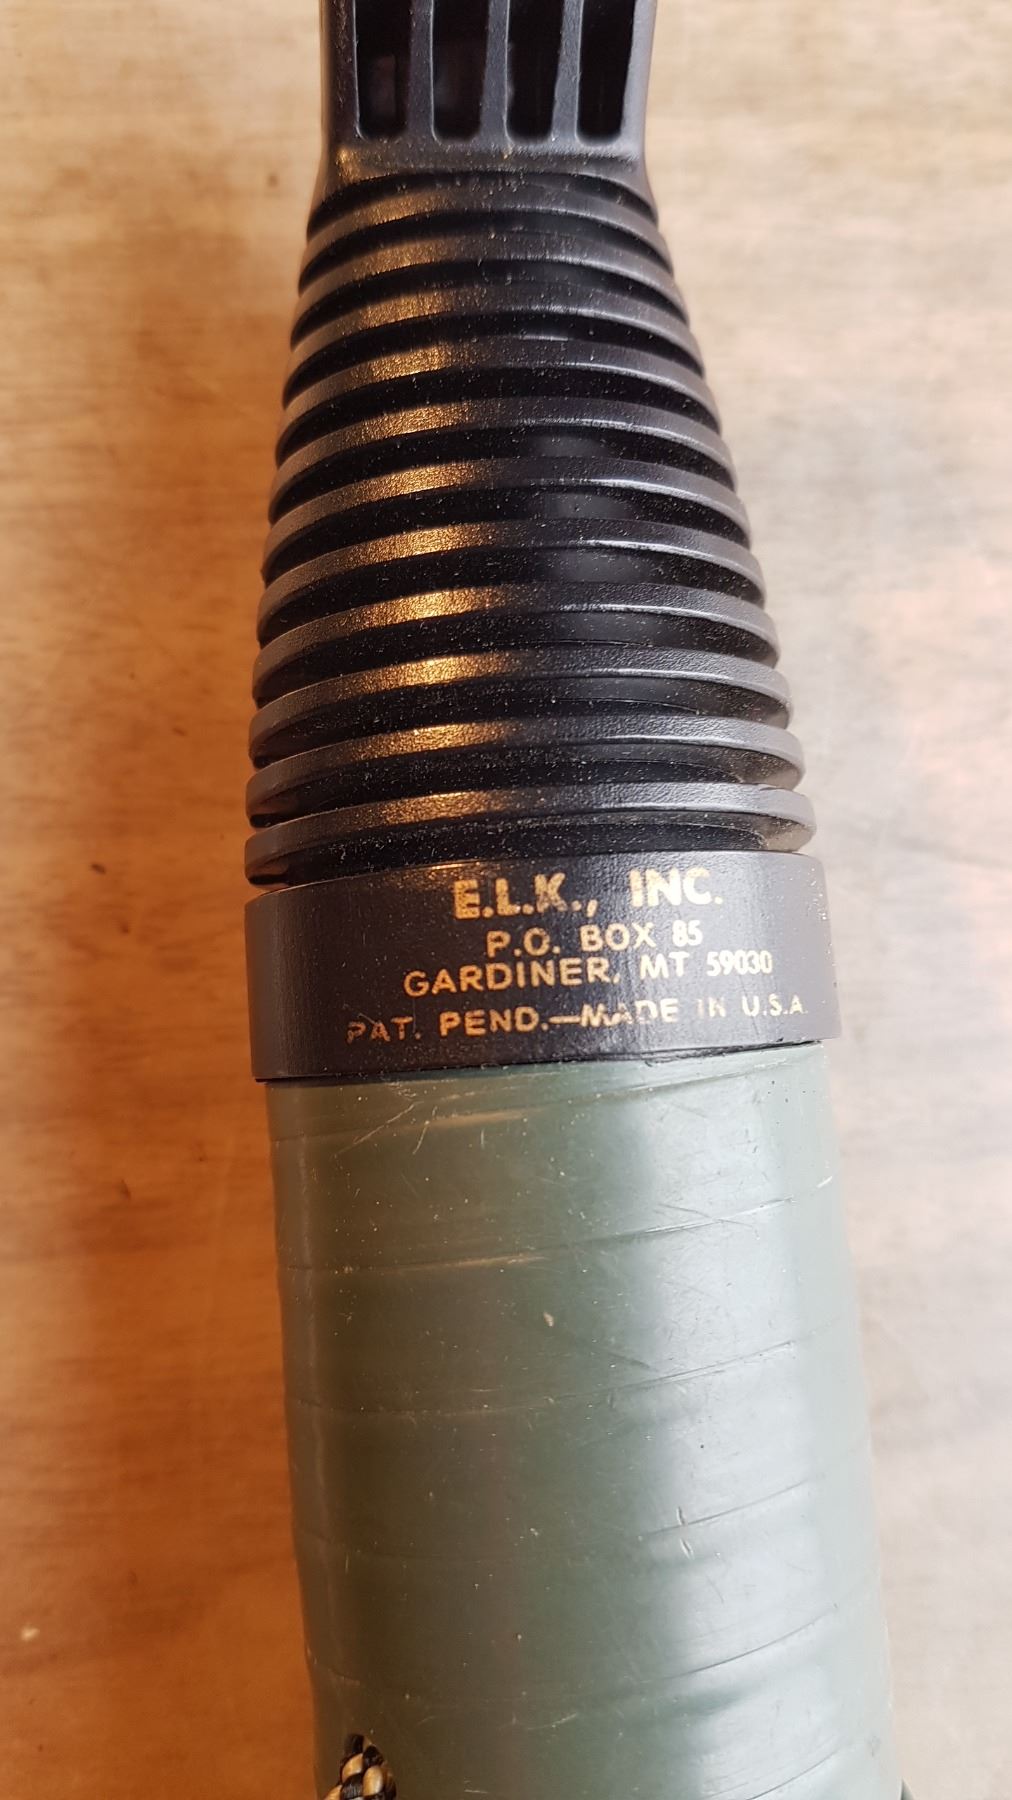 E.L.K., INC.
P.O. BOX 85
GARDINER, MT 59030
PAT. PEND.—MADE IN U.S.A.